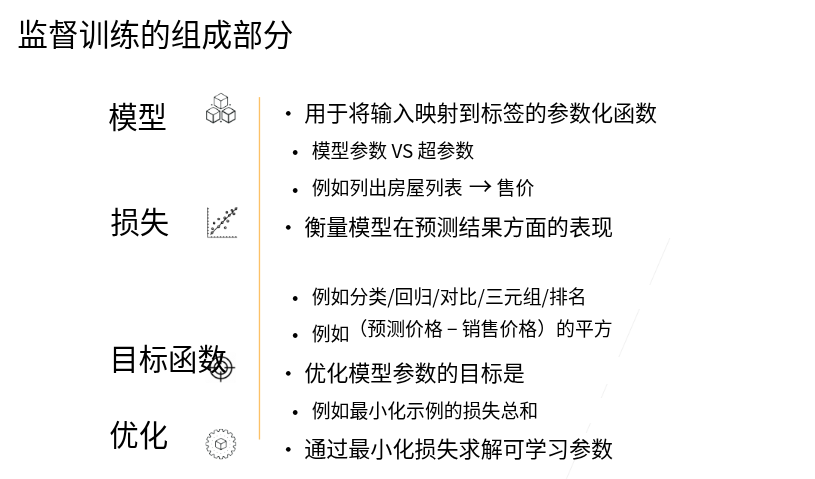 监督训练的组成部分
模型
• 用于将输入映射到标签的参数化函数
• 模型参数 VS 超参数
• 例如列出房屋列表 → 售价
损失
• 衡量模型在预测结果方面的表现
• 例如分类/回归/对比/三元组/排名
• 例如（预测价格 – 销售价格）的平方
目标函数
• 优化模型参数的目标是
• 例如最小化示例的损失总和
优化
• 通过最小化损失求解可学习参数